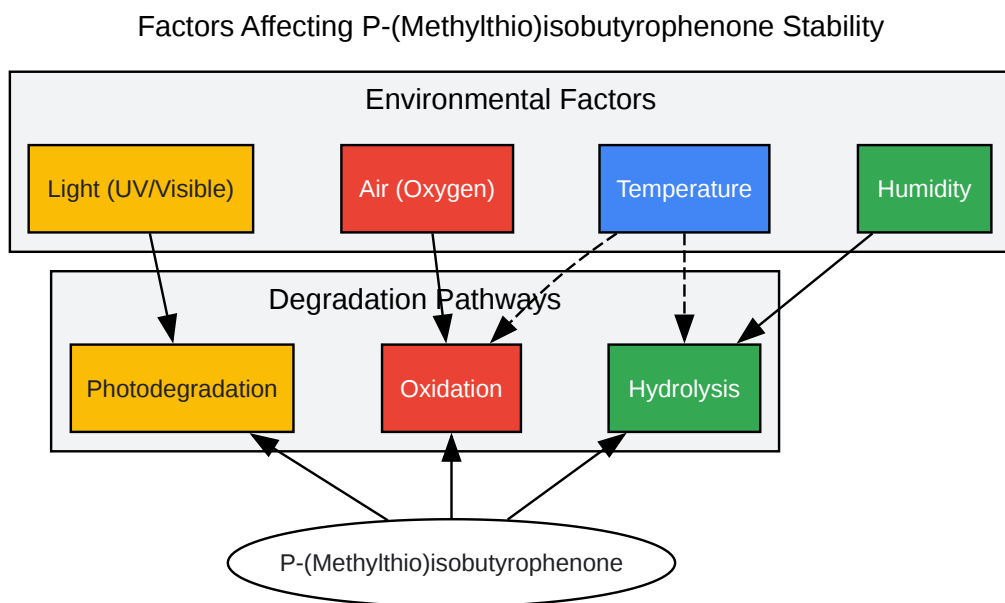 Factors Affecting P-(Methylthio)isobutyrophenone Stability
Environmental Factors
Light (UV/Visible)
Air (Oxygen)
Temperature
Humidity
Degradation Pathways
Photodegradation
Oxidation
Hydrolysis
P-(Methylthio)isobutyrophenone